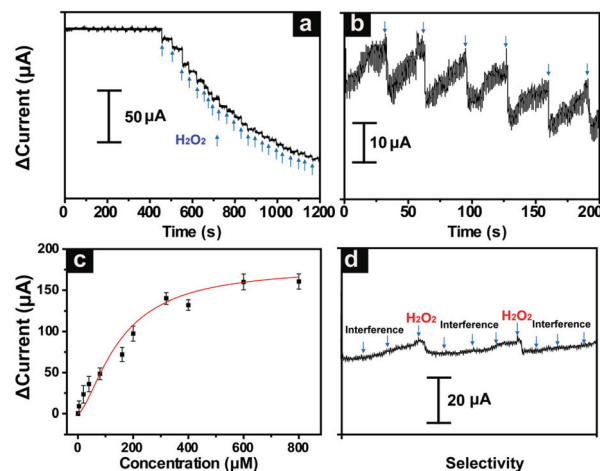 a
ΔCurrent (μA)
50 μA
H₂O₂
0 200 400 600 800 1000 1200
Time (s)
b
ΔCurrent (μA)
10 μA
0 50 100 150 200
Time (s)
c
ΔCurrent (μA)
200
150
100
50
0
0 200 400 600 800
Concentration (μM)
d
H₂O₂ H₂O₂
Interference Interference Interference
20 μA
Selectivity